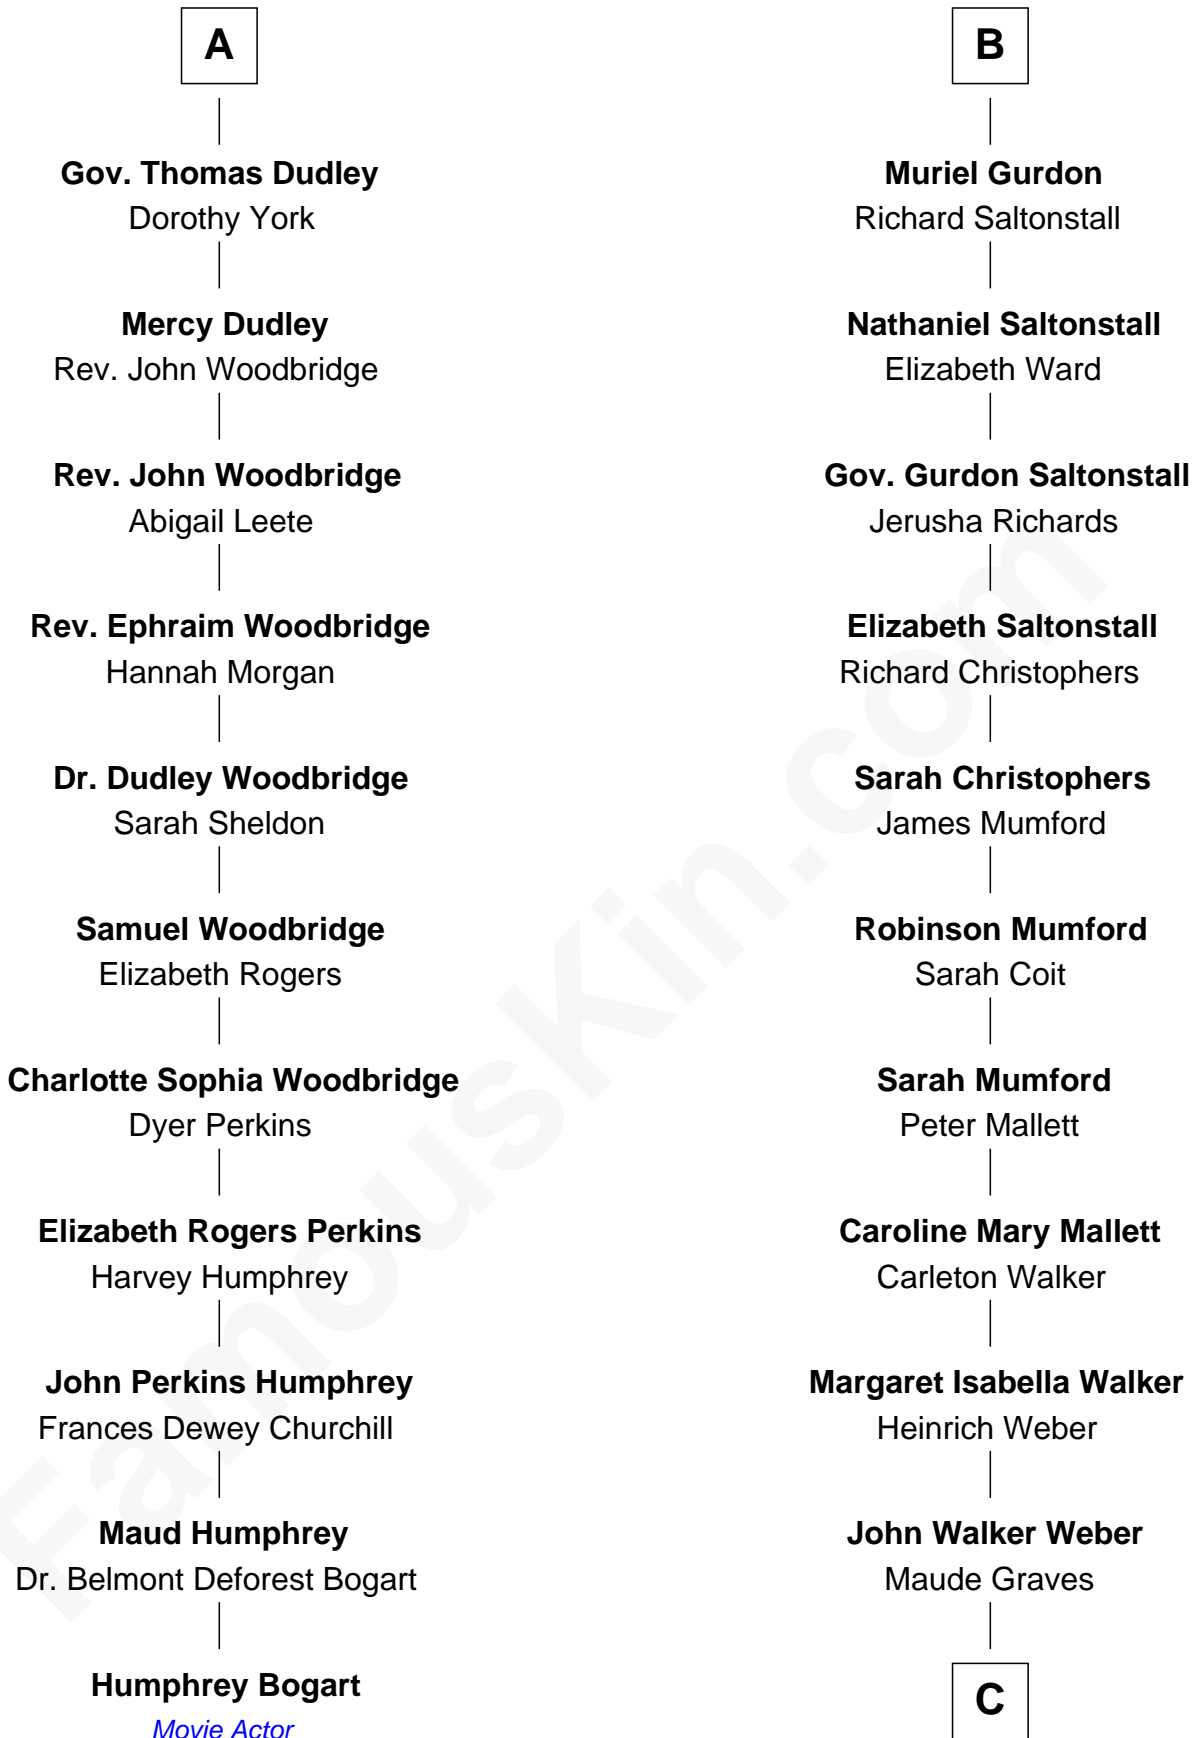 A
Gov. Thomas Dudley
Dorothy York
Mercy Dudley
Rev. John Woodbridge
Rev. John Woodbridge
Abigail Leete
Rev. Ephraim Woodbridge
Hannah Morgan
Dr. Dudley Woodbridge
Sarah Sheldon
Samuel Woodbridge
Elizabeth Rogers
Charlotte Sophia Woodbridge
Dyer Perkins
Elizabeth Rogers Perkins
Harvey Humphrey
John Perkins Humphrey
Frances Dewey Churchill
Maud Humphrey
Dr. Belmont Deforest Bogart
Humphrey Bogart
Movie Actor
B
Muriel Gurdon
Richard Saltonstall
Nathaniel Saltonstall
Elizabeth Ward
Gov. Gurdon Saltonstall
Jerusha Richards
Elizabeth Saltonstall
Richard Christophers
Sarah Christophers
James Mumford
Robinson Mumford
Sarah Coit
Sarah Mumford
Peter Mallett
Caroline Mary Mallett
Carleton Walker
Margaret Isabella Walker
Heinrich Weber
John Walker Weber
Maude Graves
C
FamousKin.com